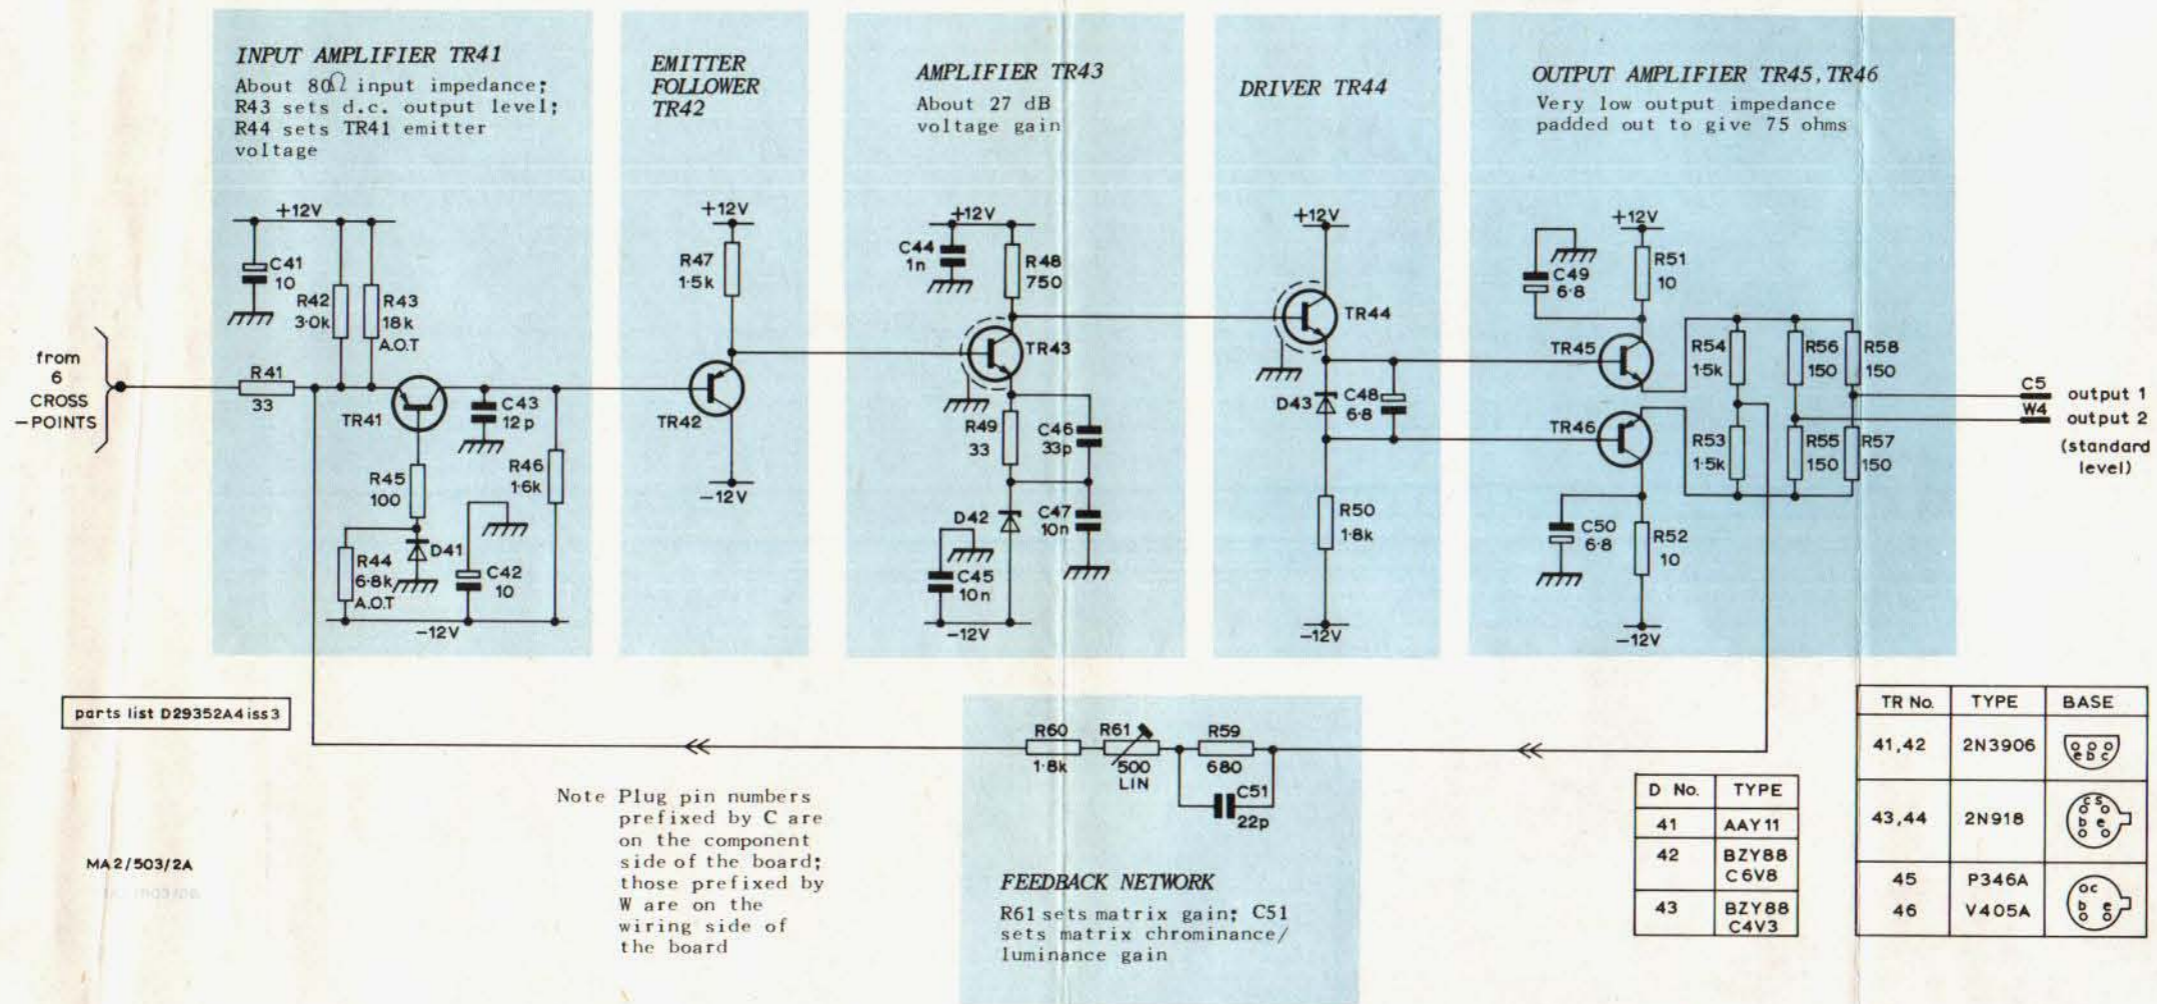 INPUT AMPLIFIER TR41
About 80Ω input impedance;
R43 sets d.c. output level;
R44 sets TR41 emitter
voltage
EMITTER
FOLLOWER
TR42
AMPLIFIER TR43
About 27 dB
voltage gain
DRIVER TR44
OUTPUT AMPLIFIER TR45, TR46
Very low output impedance
padded out to give 75 ohms
+12V
C41
10
R42
3·0k
R43
18k
A.O.T
from
6
CROSS
-POINTS
R41
33
TR41
C43
12p
R45
100
R46
1·6k
R44
6·8k
A.O.T
D41
C42
10
-12V
+12V
R47
1·5k
TR42
-12V
+12V
C44
1n
R48
750
TR43
R49
33
C46
33p
D42
C47
10n
C45
10n
-12V
+12V
TR44
D43
C48
6·8
R50
1·8k
-12V
+12V
C49
6·8
R51
10
TR45
TR46
R54
1·5k
R56
150
R58
150
R53
1·5k
R55
150
R57
150
C50
6·8
R52
10
-12V
C5
output 1
W4
output 2
(standard
level)
parts list D29352A4 iss3
R60
1·8k
R61
500
LIN
R59
680
C51
22p
Note Plug pin numbers
prefixed by C are
on the component
side of the board;
those prefixed by
W are on the
wiring side of
the board
FEEDBACK NETWORK
R61 sets matrix gain; C51
sets matrix chrominance/
luminance gain
MA2/503/2A
D No. TYPE
41 AAY11
42 BZY88
C6V8
43 BZY88
C4V3
TR No. TYPE BASE
41,42 2N3906
e b c
43,44 2N918
c s
b e
45 P346A
46 V405A
c
b e